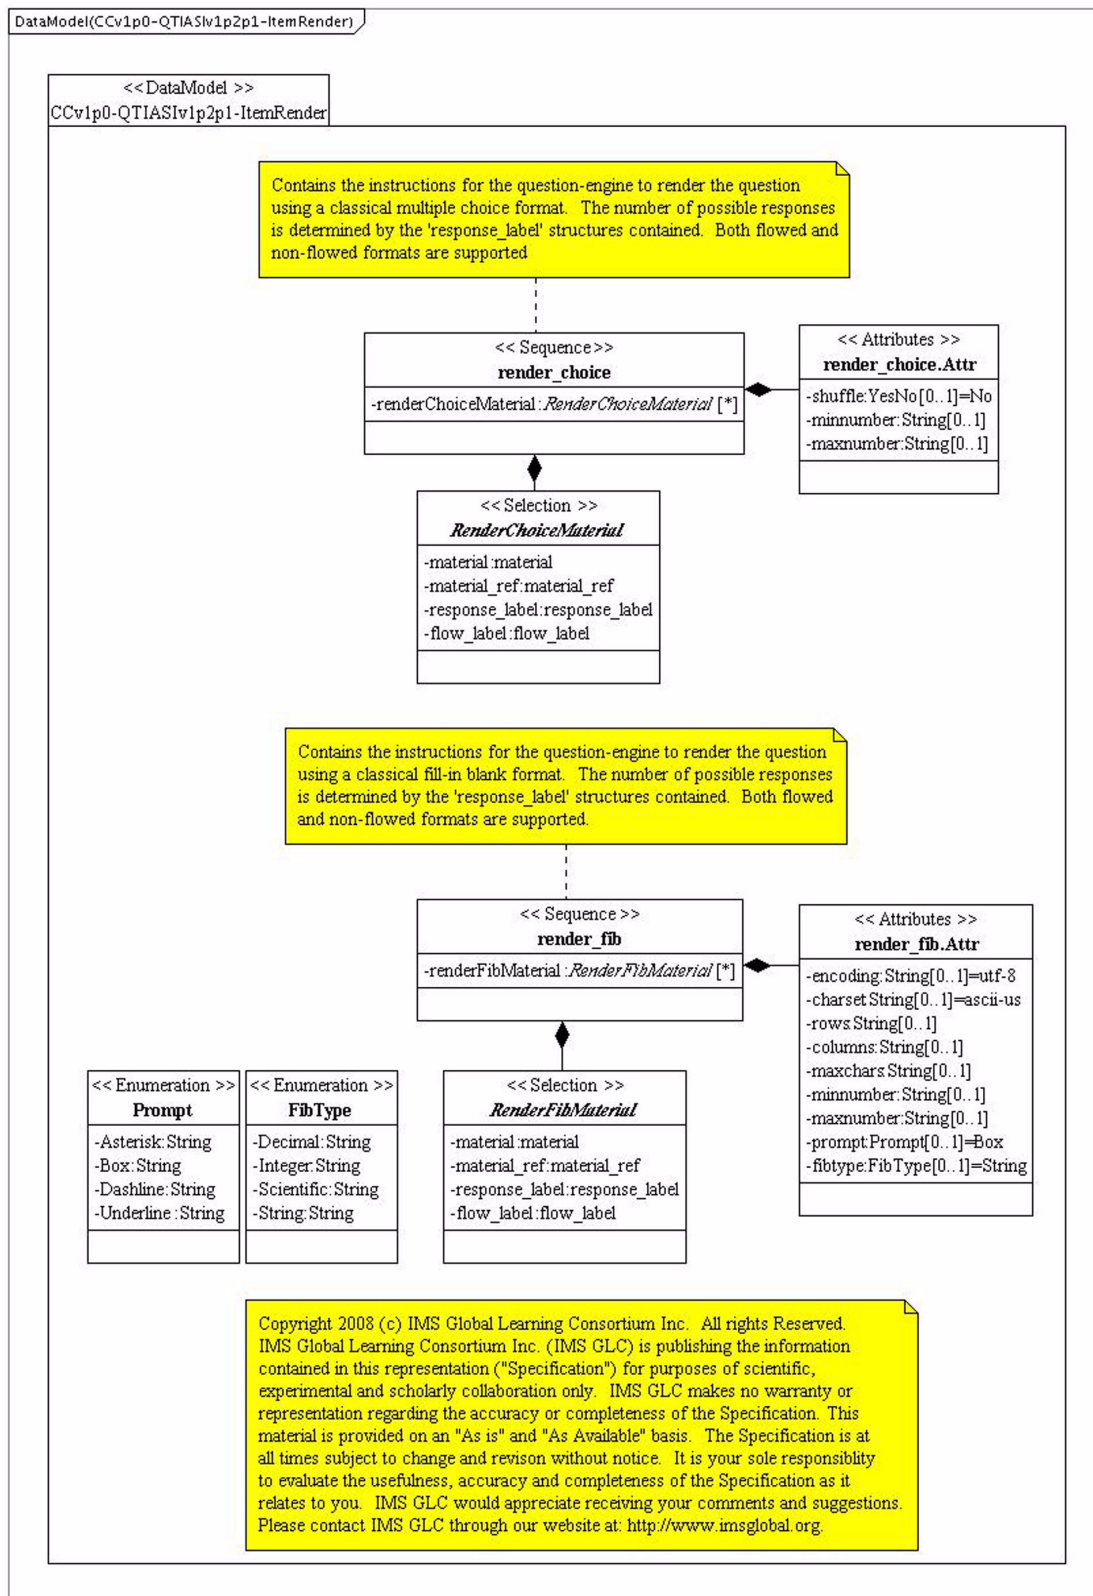 DataModel(CCv1p0-QTIASIv1p2p1-ItemRender)
<<DataModel >>
CCv1p0-QTIASIv1p2p1-ItemRender
Contains the instructions for the question-engine to render the question
using a classical multiple choice format.  The number of possible responses
is determined by the 'response_label' structures contained.  Both flowed and
non-flowed formats are supported
<< Sequence>>
render_choice
-renderChoiceMaterial:RenderChoiceMaterial [*]
<< Attributes >>
render_choice.Attr
-shuffle:YesNo[0..1]=No
-minnumber:String[0..1]
-maxnumber:String[0..1]
<< Selection >>
RenderChoiceMaterial
-material:material
-material_ref:material_ref
-response_label:response_label
-flow_label:flow_label
Contains the instructions for the question-engine to render the question
using a classical fill-in blank format.  The number of possible responses
is determined by the 'response_label' structures contained.  Both flowed
and non-flowed formats are supported.
<< Sequence >>
render_fib
-renderFibMaterial:RenderFibMaterial [*]
<< Attributes >>
render_fib.Attr
-encoding:String[0..1]=utf-8
-charset:String[0..1]=ascii-us
-rows:String[0..1]
-columns:String[0..1]
-maxchars:String[0..1]
-minnumber:String[0..1]
-maxnumber:String[0..1]
-prompt:Prompt[0..1]=Box
-fibtype:FibType[0..1]=String
<< Enumeration >>
Prompt
-Asterisk:String
-Box:String
-Dashline:String
-Underline:String
<< Enumeration >>
FibType
-Decimal:String
-Integer:String
-Scientific:String
-String:String
<< Selection >>
RenderFibMaterial
-material:material
-material_ref:material_ref
-response_label:response_label
-flow_label:flow_label
Copyright 2008 (c) IMS Global Learning Consortium Inc.  All rights Reserved.
IMS Global Learning Consortium Inc. (IMS GLC) is publishing the information
contained in this representation ("Specification") for purposes of scientific,
experimental and scholarly collaboration only.  IMS GLC makes no warranty or
representation regarding the accuracy or completeness of the Specification. This
material is provided on an "As is" and "As Available" basis.  The Specification is at
all times subject to change and revison without notice.  It is your sole responsiblity
to evaluate the usefulness, accuracy and completeness of the Specification as it
relates to you.  IMS GLC would appreciate receiving your comments and suggestions.
Please contact IMS GLC through our website at: http://www.imsglobal.org.